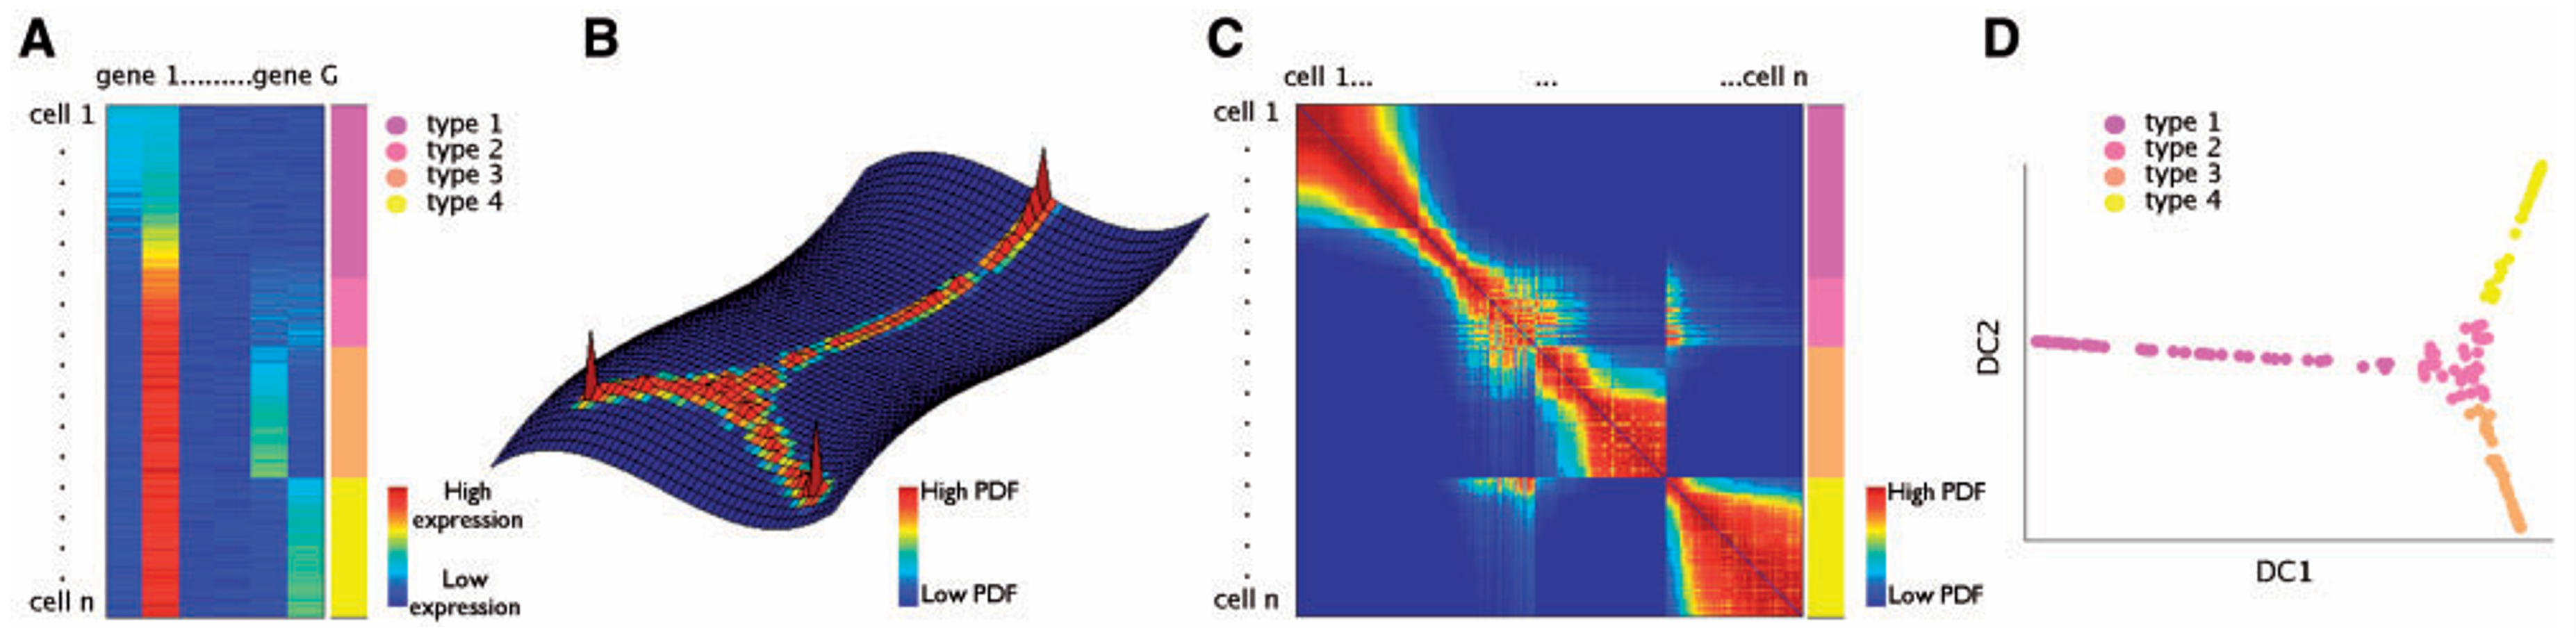 A
gene 1.........gene G
cell 1
cell n
type 1
type 2
type 3
type 4
High
expression
Low
expression
B
High PDF
Low PDF
C
cell 1...
...
...cell n
cell 1
cell n
High PDF
Low PDF
D
type 1
type 2
type 3
type 4
DC2
DC1